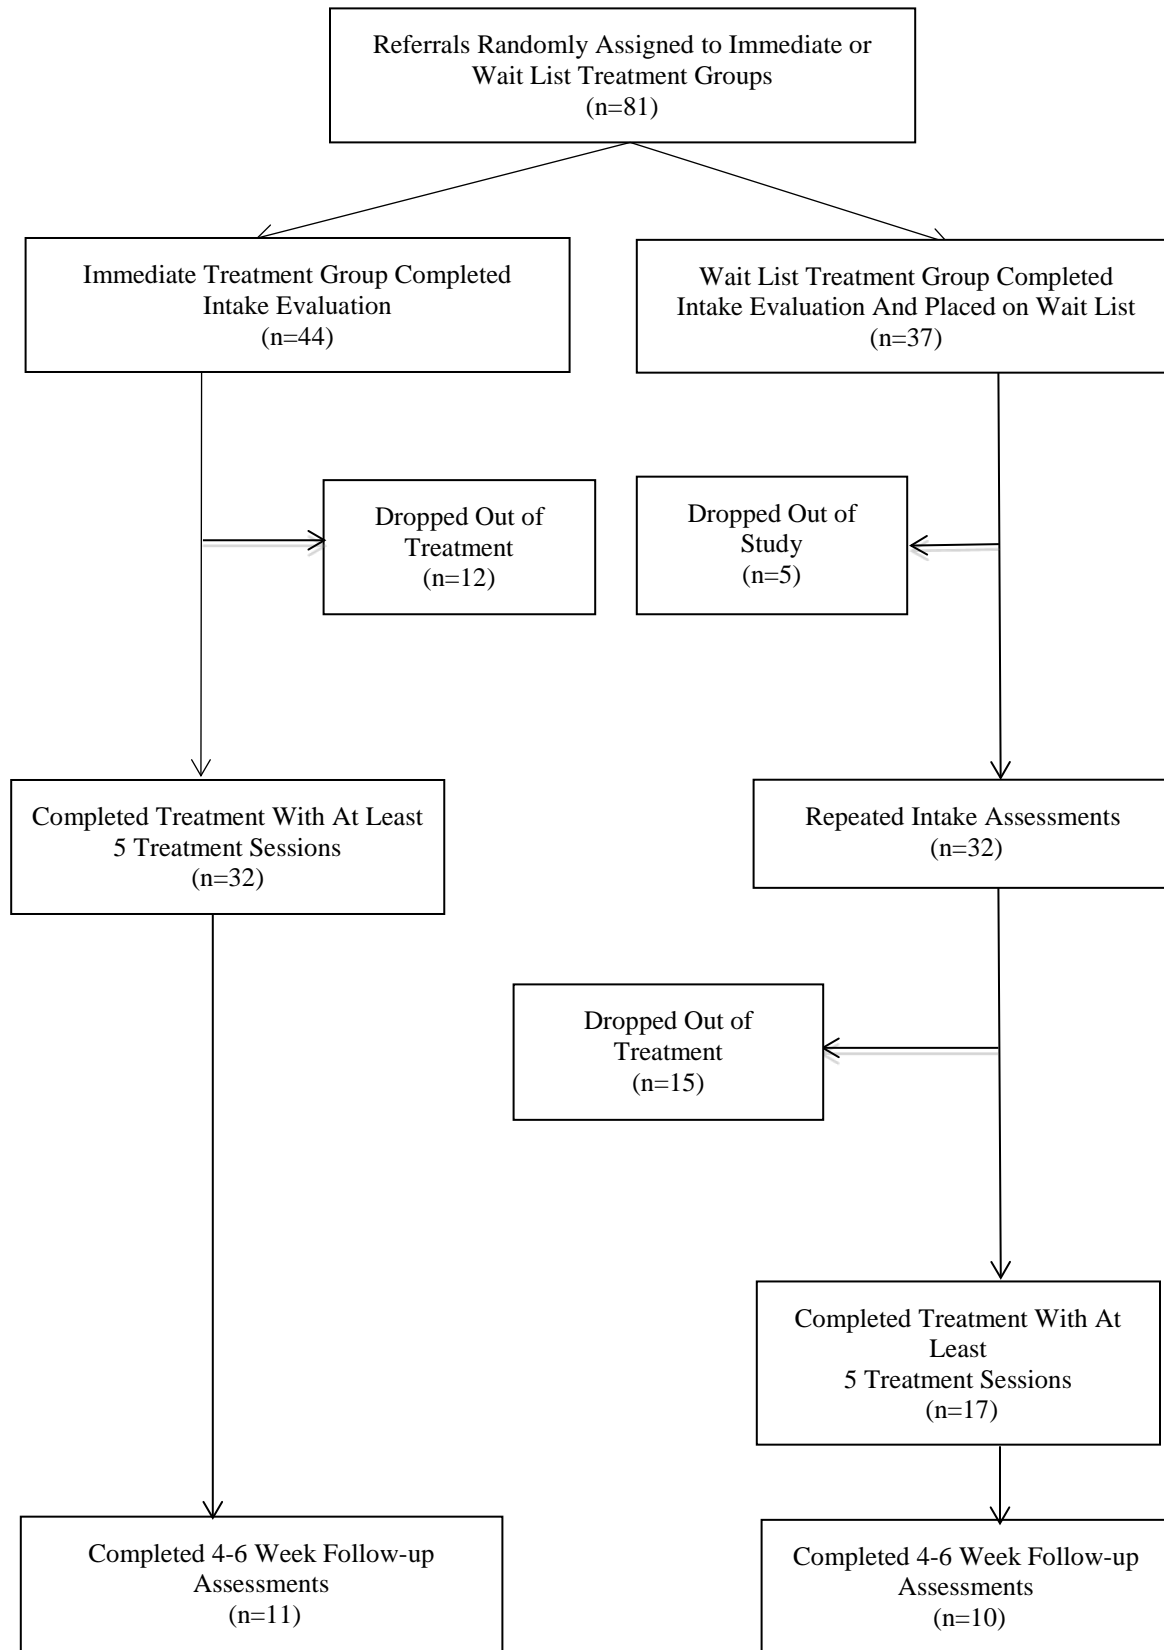 Referrals Randomly Assigned to Immediate or
Wait List Treatment Groups
(n=81)
Immediate Treatment Group Completed
Intake Evaluation
(n=44)
Wait List Treatment Group Completed
Intake Evaluation And Placed on Wait List
(n=37)
Dropped Out of
Treatment
(n=12)
Dropped Out of
Study
(n=5)
Completed Treatment With At Least
5 Treatment Sessions
(n=32)
Repeated Intake Assessments
(n=32)
Dropped Out of
Treatment
(n=15)
Completed Treatment With At
Least
5 Treatment Sessions
(n=17)
Completed 4-6 Week Follow-up
Assessments
(n=11)
Completed 4-6 Week Follow-up
Assessments
(n=10)